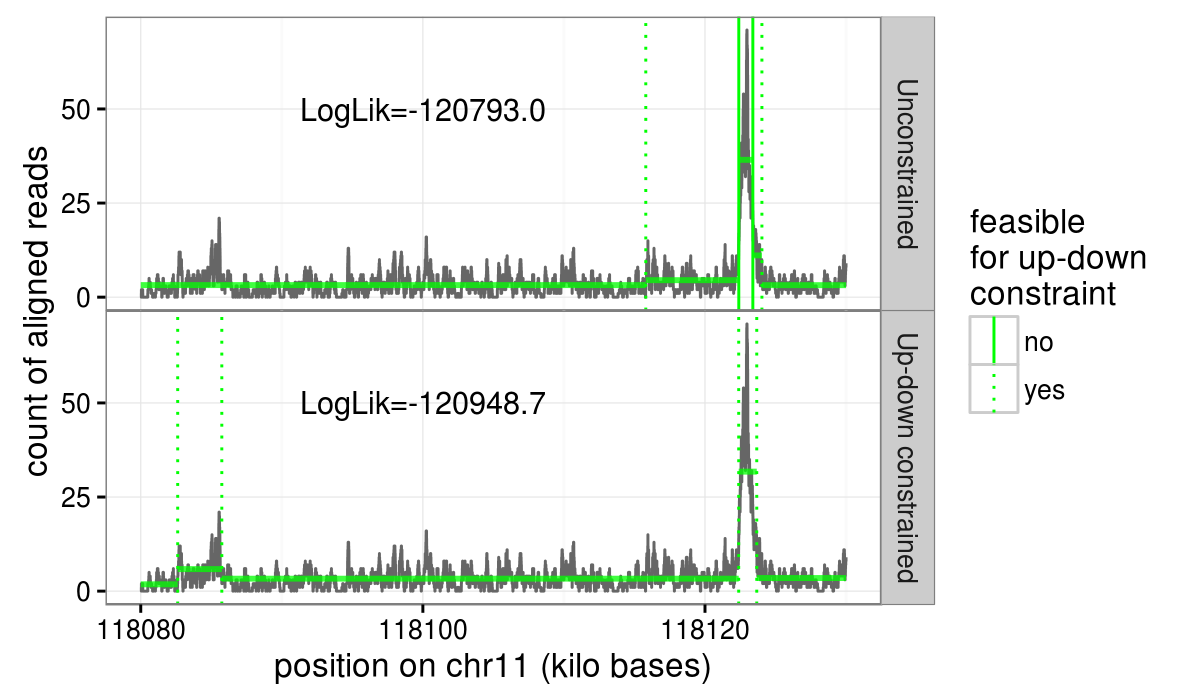 count of aligned reads
50
25
0
LogLik=-120793.0
Unconstrained
50
25
0
LogLik=-120948.7
Up-down constrained
118080
118100
118120
position on chr11 (kilo bases)
feasible
for up-down
constraint
no
yes